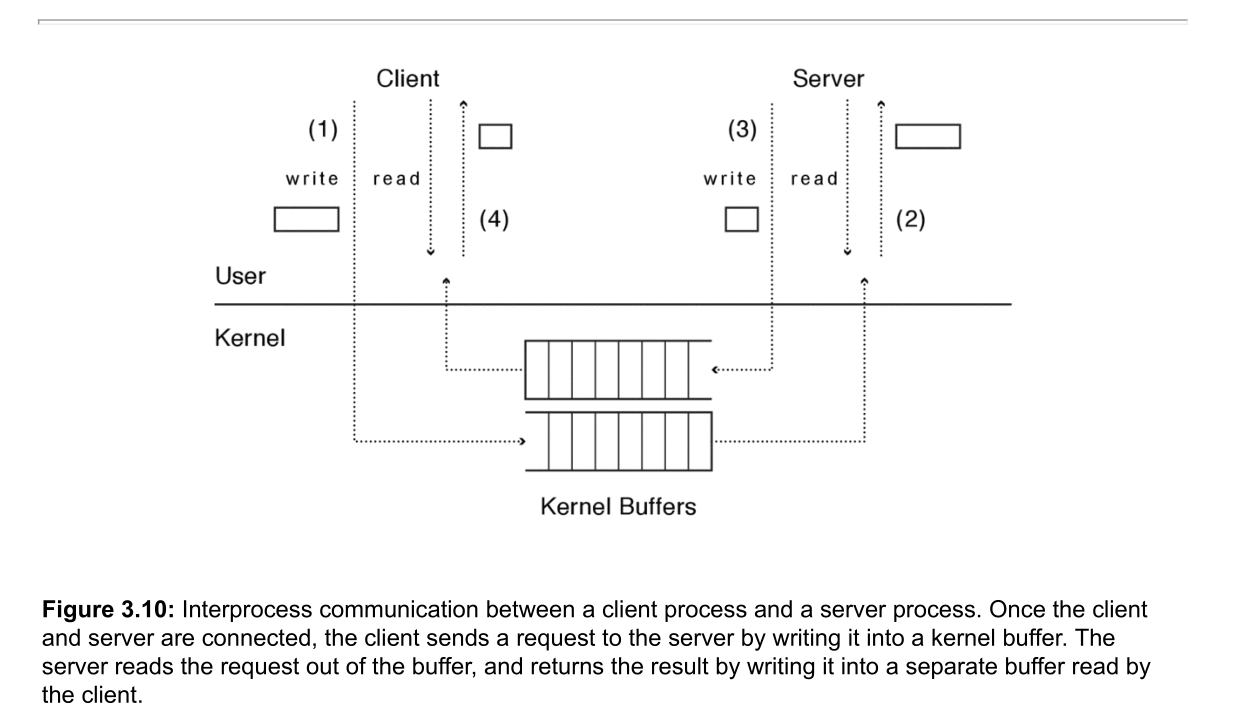 Client Server
(1) (3)
write read write read
(4) (2)
User
Kernel
Kernel Buffers
Figure 3.10: Interprocess communication between a client process and a server process. Once the client
and server are connected, the client sends a request to the server by writing it into a kernel buffer. The
server reads the request out of the buffer, and returns the result by writing it into a separate buffer read by
the client.